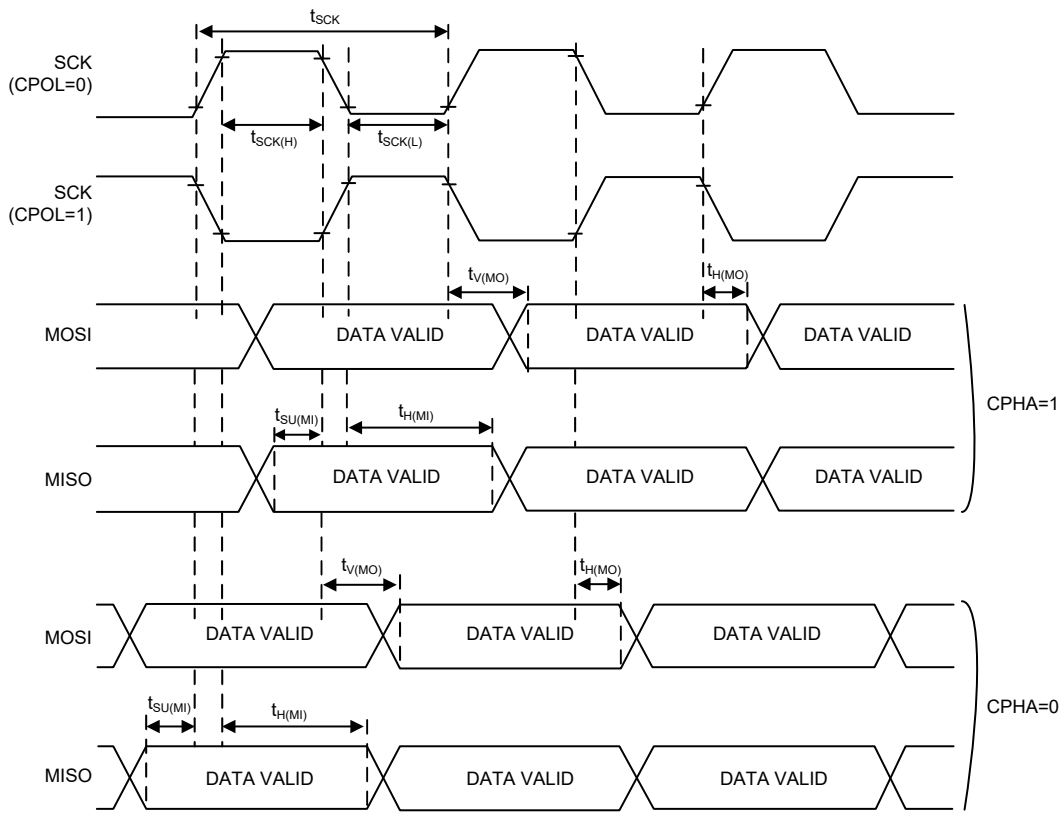 tSCK
SCK
(CPOL=0)
tSCK(H)
tSCK(L)
SCK
(CPOL=1)
tV(MO)
tH(MO)
MOSI
DATA VALID
DATA VALID
DATA VALID
CPHA=1
tSU(MI)
tH(MI)
MISO
DATA VALID
DATA VALID
DATA VALID
tV(MO)
tH(MO)
MOSI
DATA VALID
DATA VALID
DATA VALID
CPHA=0
tSU(MI)
tH(MI)
MISO
DATA VALID
DATA VALID
DATA VALID